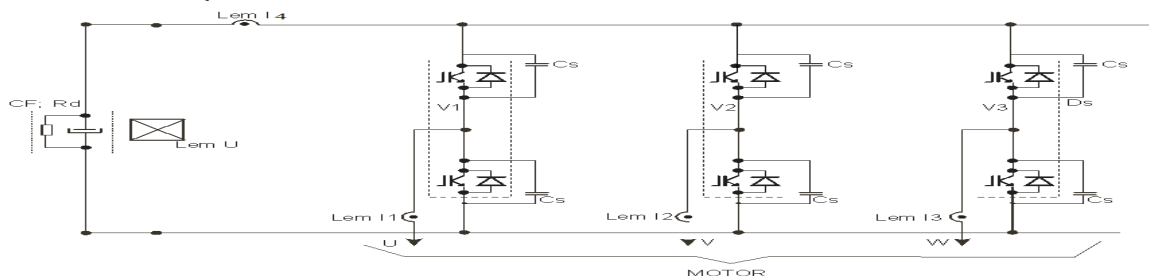 Lem I4
Cs
Cs
Cs
CF; Rd
V1
V2
V3
Ds
Lem U
Cs
Cs
Cs
Lem I1
Lem I2
Lem I3
U
V
W
MOTOR